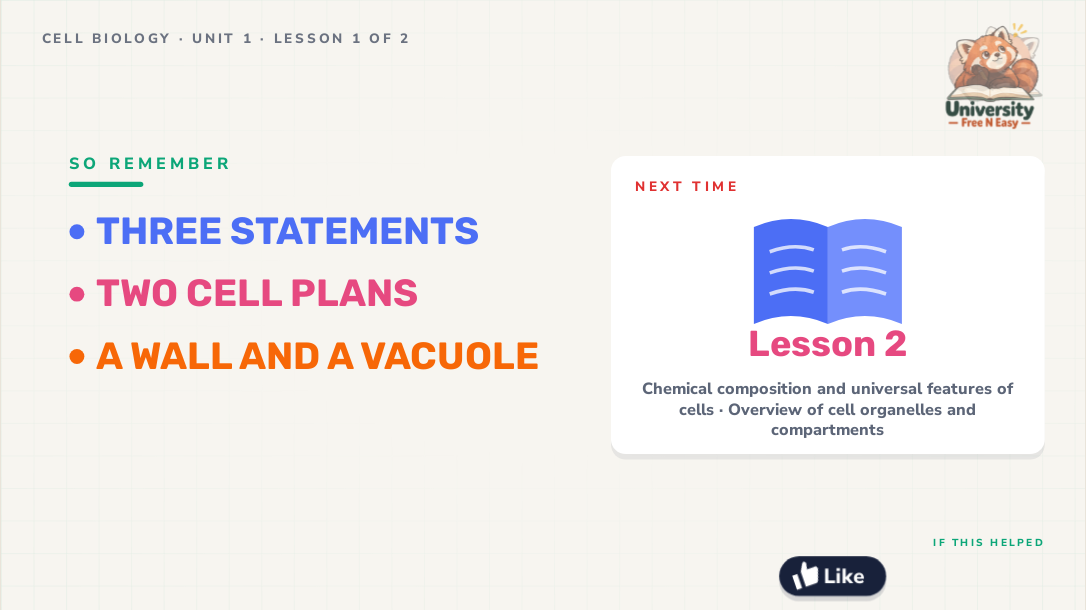 CELL BIOLOGY · UNIT 1 · LESSON 1 OF 2
University
Free N Easy
SO REMEMBER
• THREE STATEMENTS
• TWO CELL PLANS
• A WALL AND A VACUOLE
NEXT TIME
Lesson 2
Chemical composition and universal features of
cells · Overview of cell organelles and
compartments
IF THIS HELPED
Like